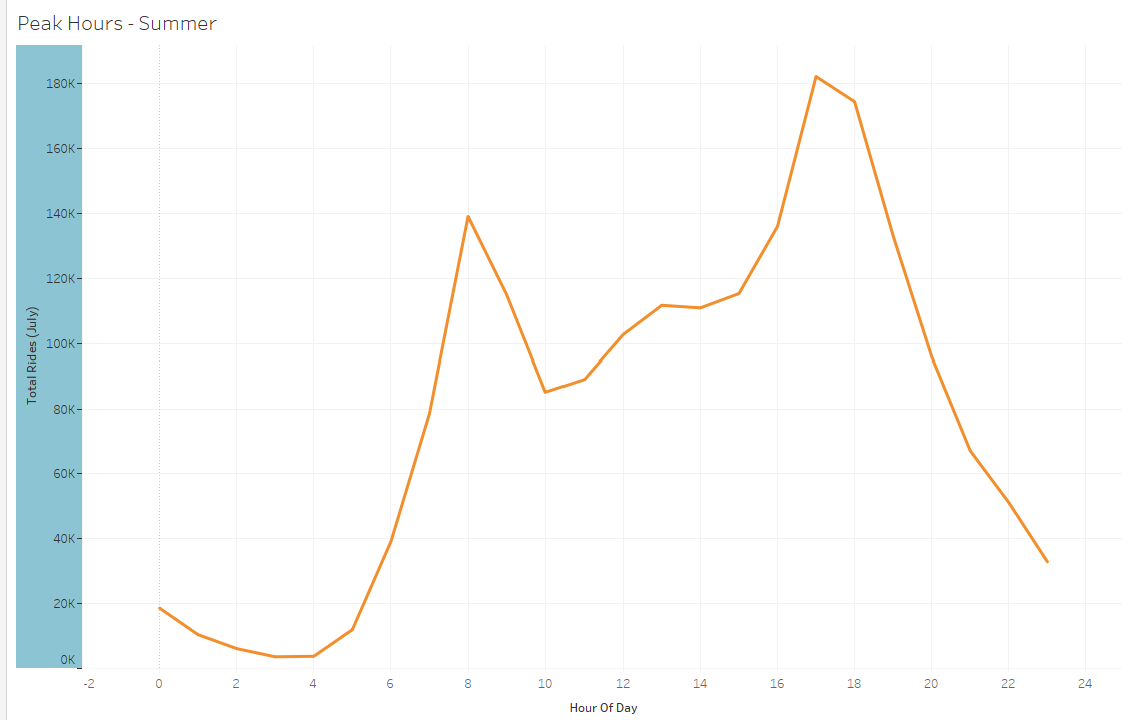 Peak Hours - Summer
180K
160K
140K
120K
100K
80K
60K
40K
20K
0K
Total Rides (July)
-2 0 2 4 6 8 10 12 14 16 18 20 22 24
Hour Of Day